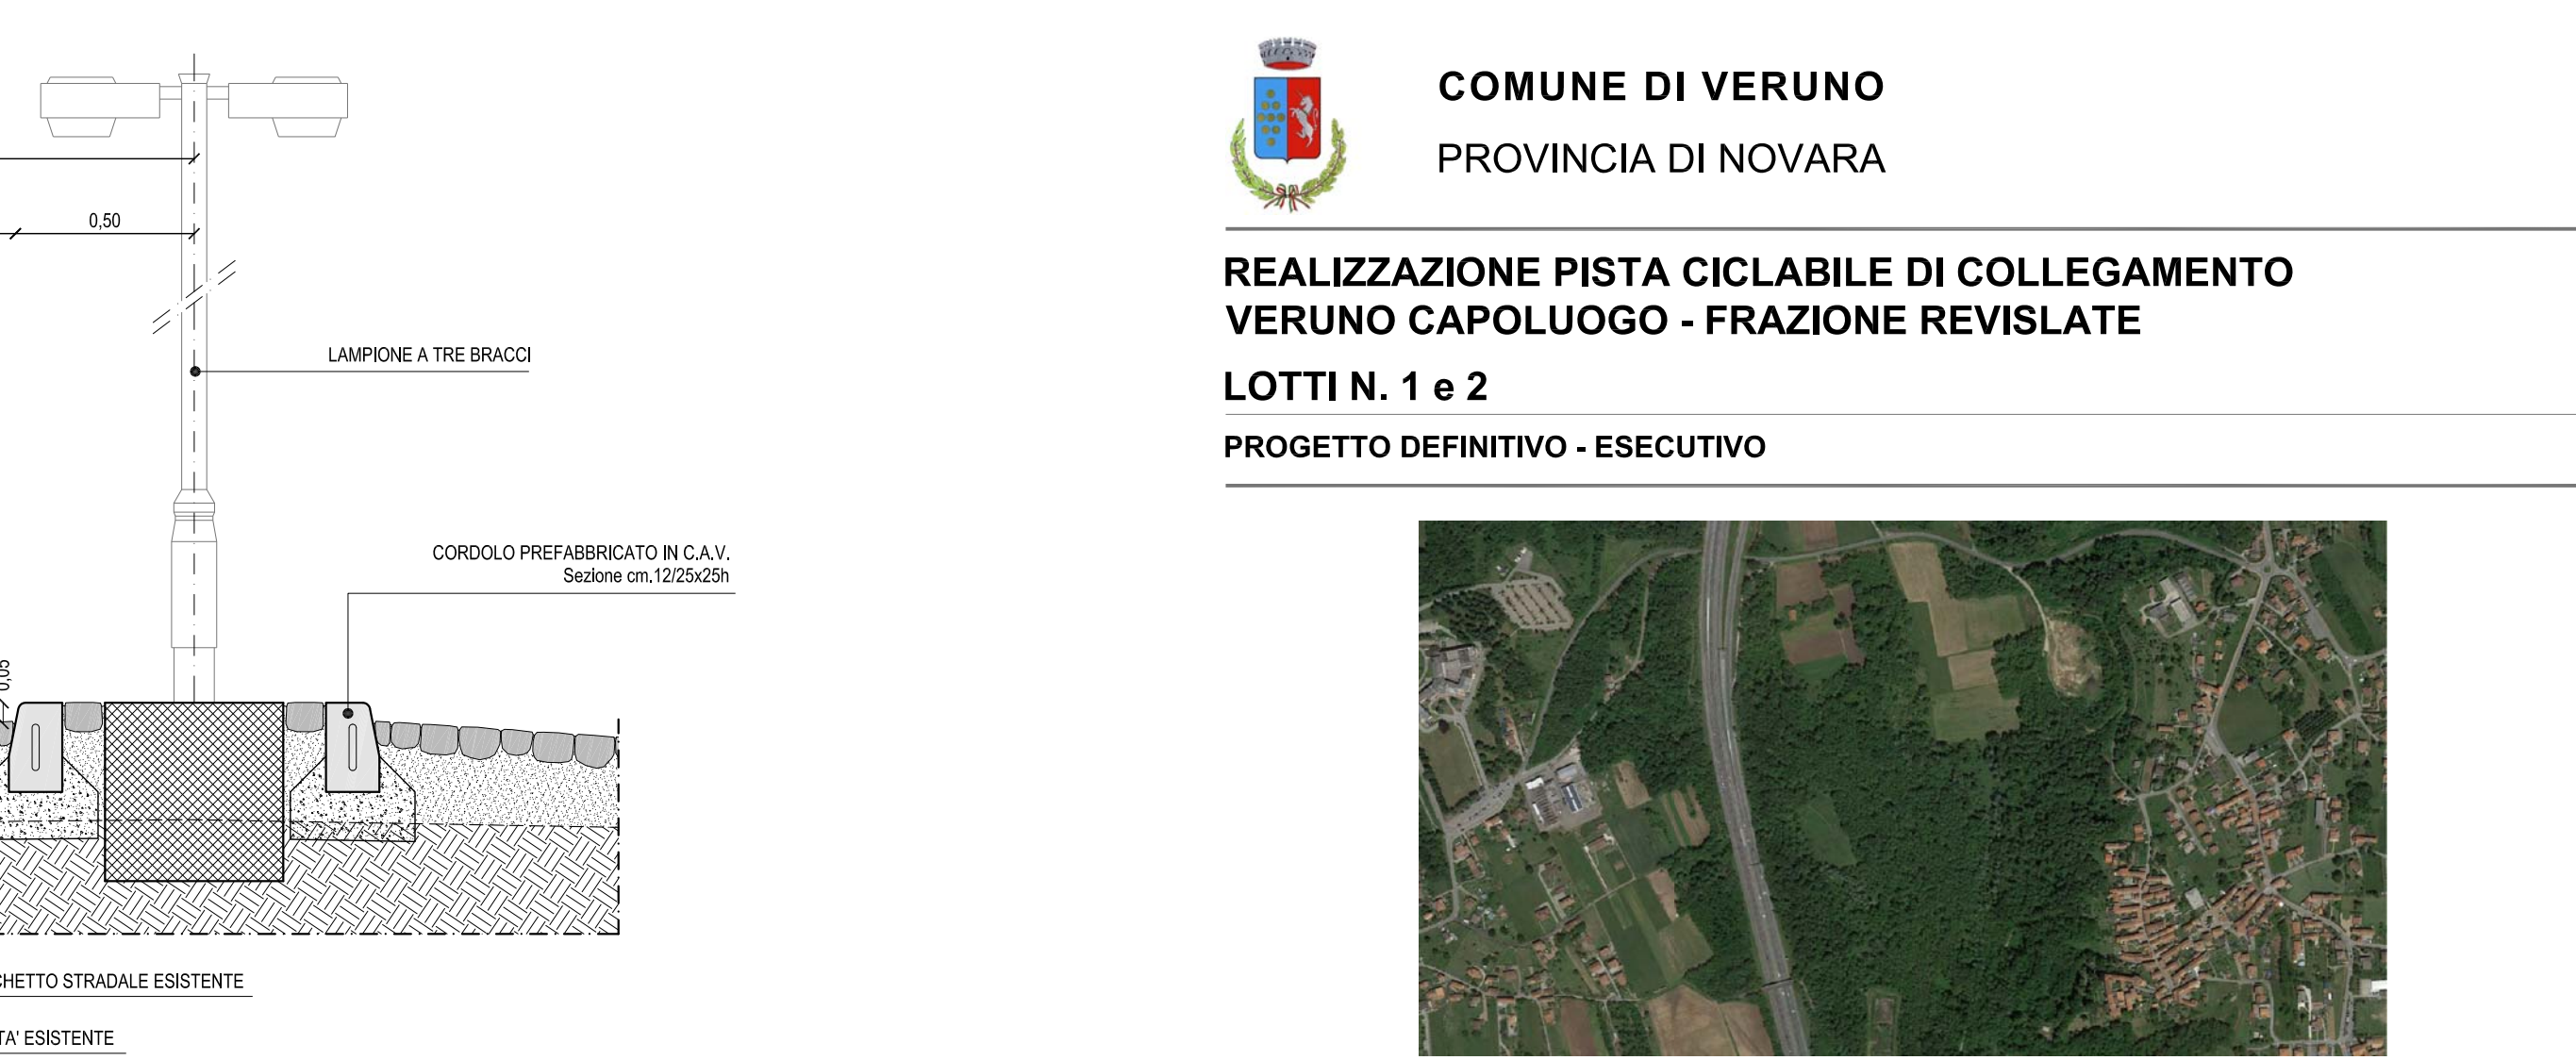 0,50
LAMPIONE A TRE BRACCI
CORDOLO PREFABBRICATO IN C.A.V.
Sezione cm.12/25x25h
0,05
STRADALE ESISTENTE
ESISTENTE
COMUNE DI VERUNO
PROVINCIA DI NOVARA
REALIZZAZIONE PISTA CICLABILE DI COLLEGAMENTO
VERUNO CAPOLUOGO - FRAZIONE REVISLATE
LOTTI N. 1 e 2
PROGETTO DEFINITIVO - ESECUTIVO